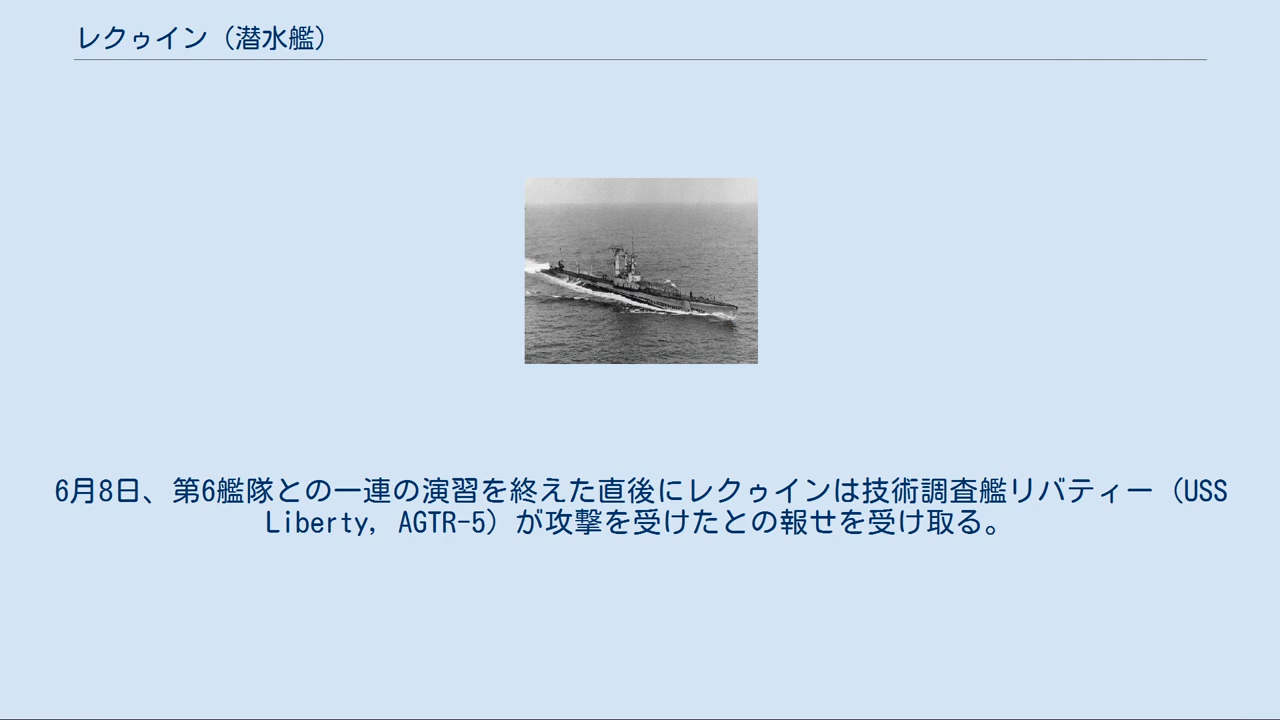 レクゥイン（潜水艦）
6月8日、第6艦隊との一連の演習を終えた直後にレクゥインは技術調査艦リバティー（USS
Liberty, AGTR-5）が攻撃を受けたとの報せを受け取る。